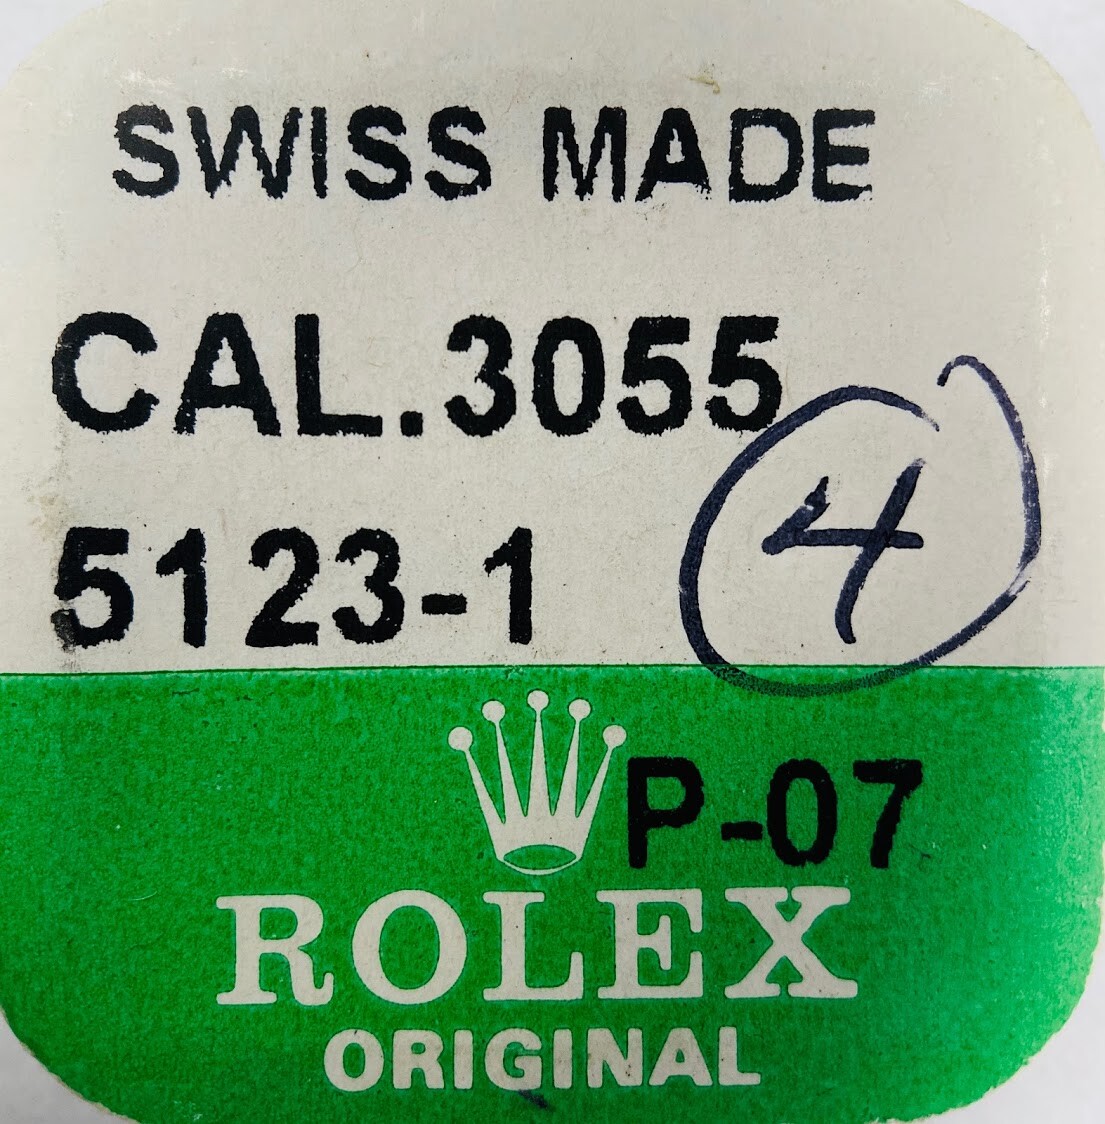 SWISS MADE
CAL.3055
5123-1
4
P-07
ROLEX
ORIGINAL